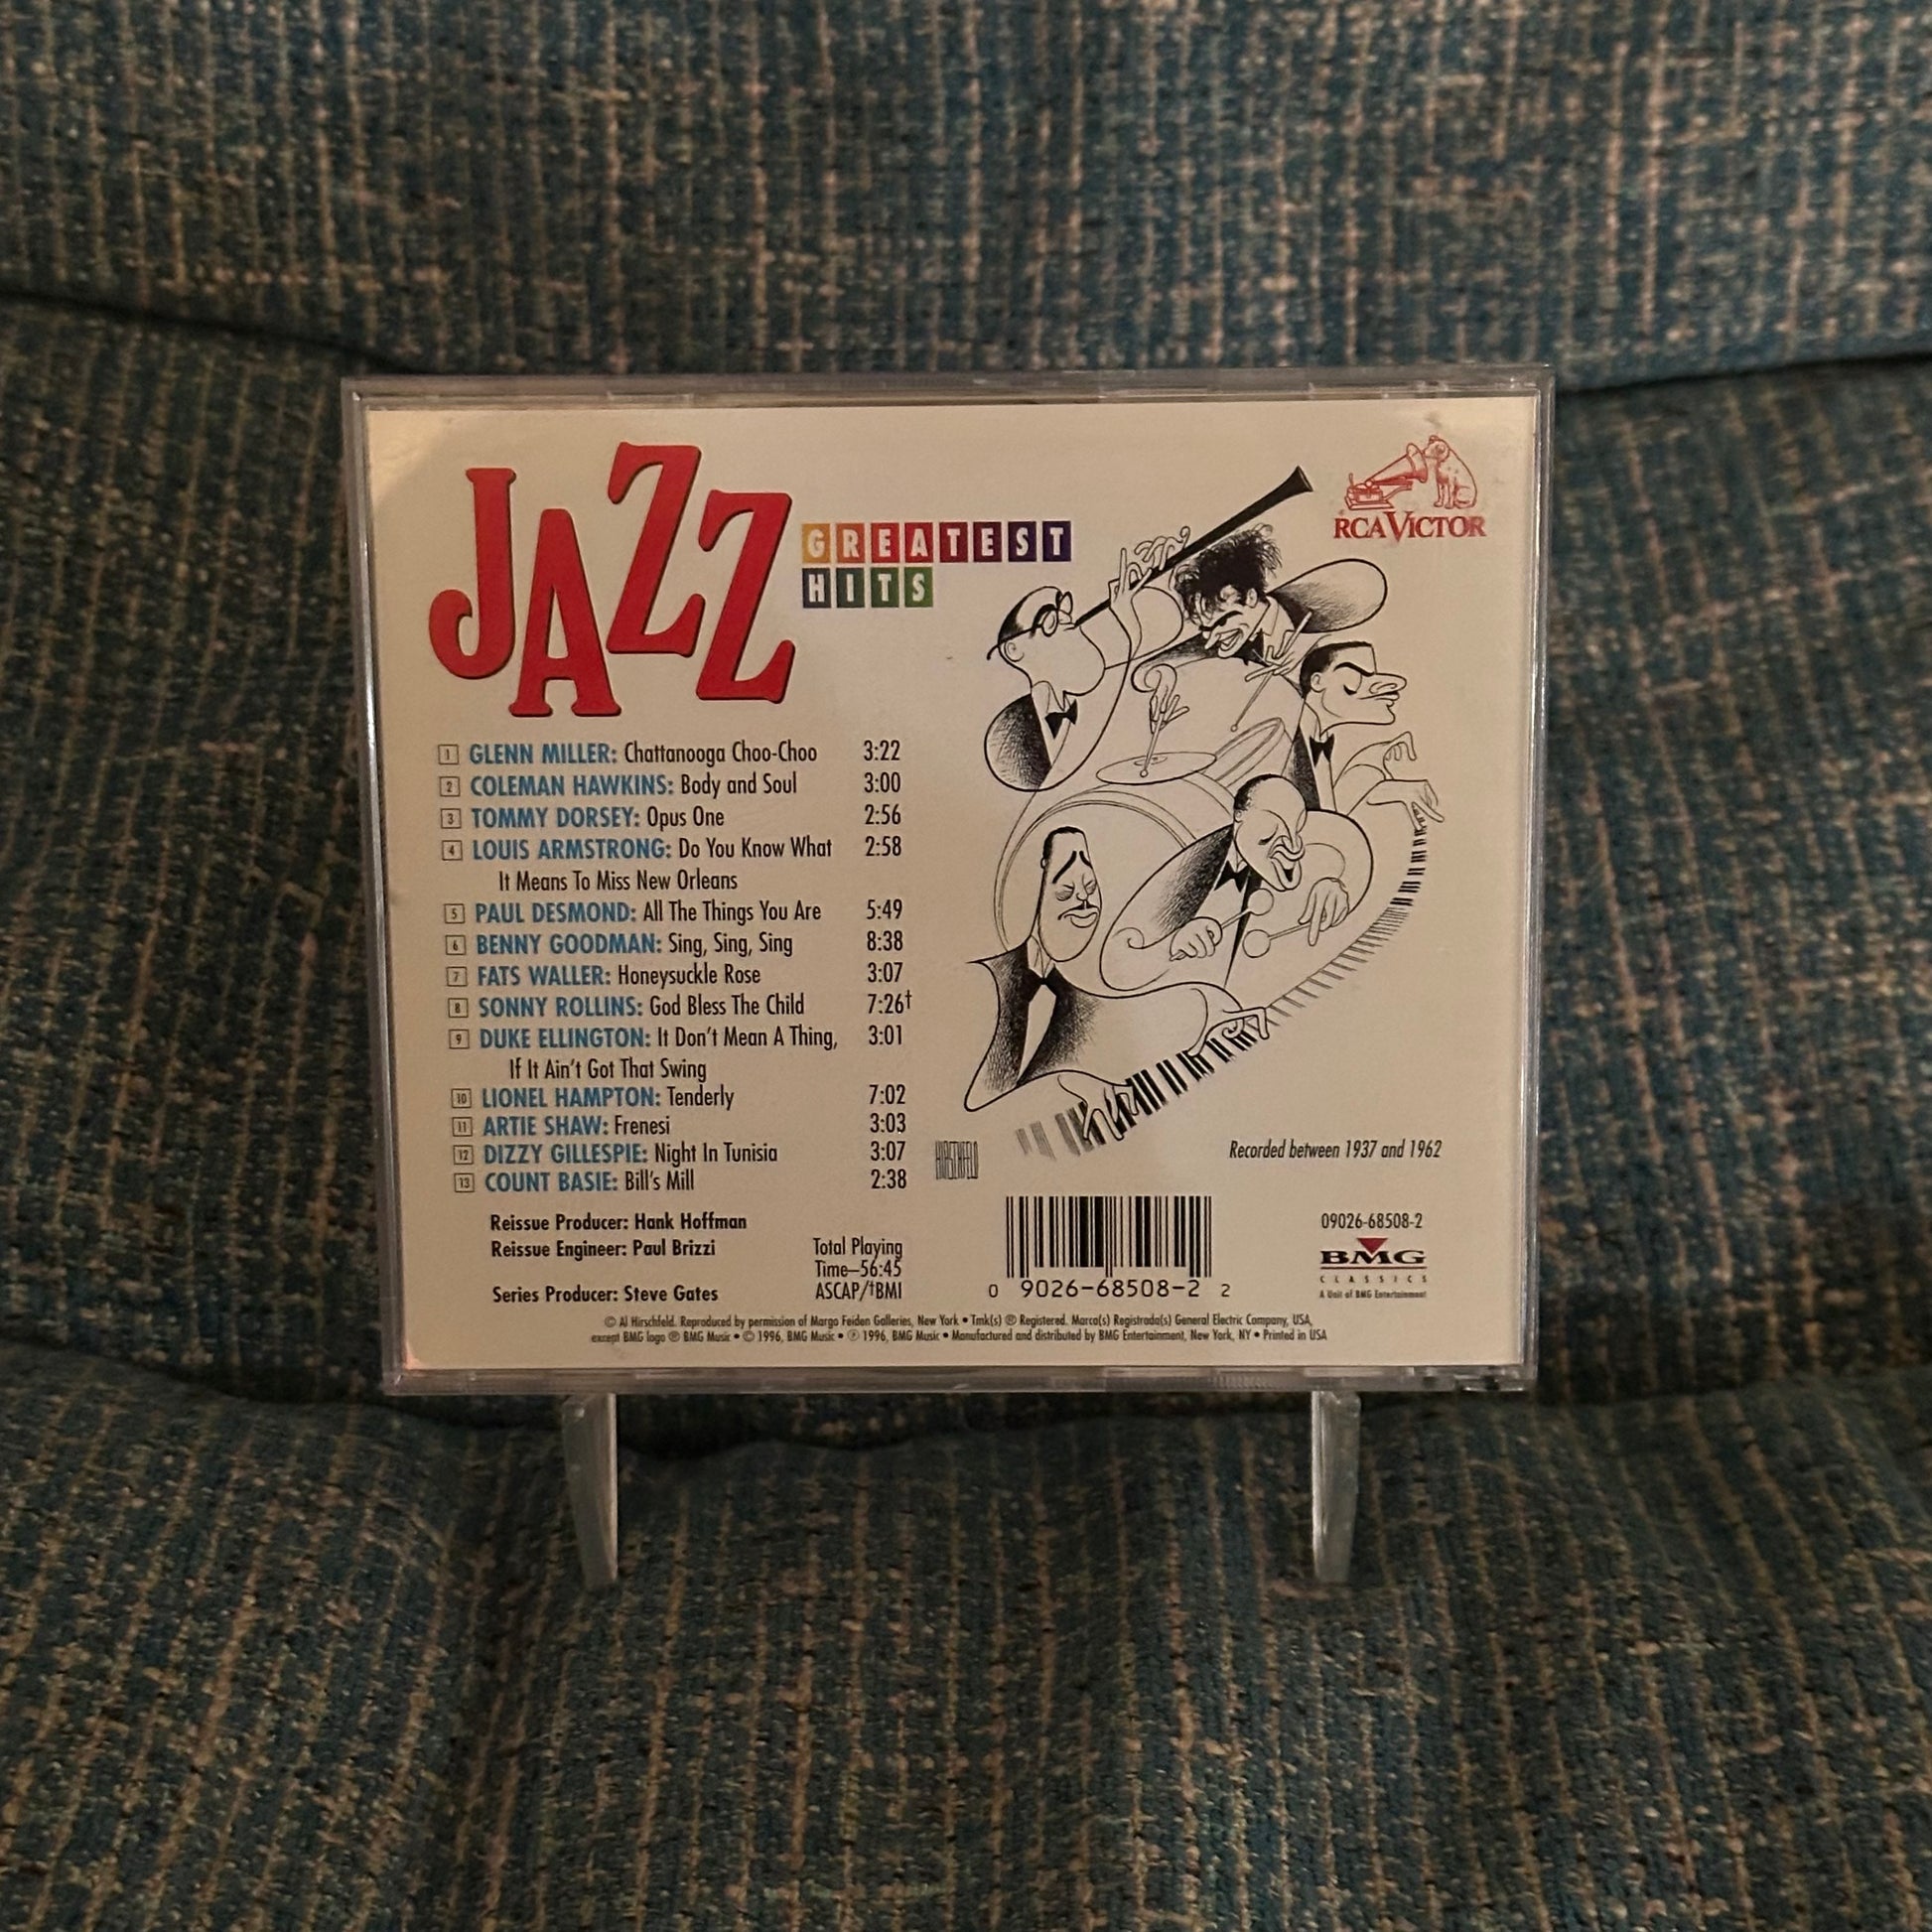 JAZZ
GREATEST
HITS
RCA VICTOR
1 GLENN MILLER: Chattanooga Choo-Choo 3:22
2 COLEMAN HAWKINS: Body and Soul 3:00
3 TOMMY DORSEY: Opus One 2:56
4 LOUIS ARMSTRONG: Do You Know What 2:58
It Means To Miss New Orleans
5 PAUL DESMOND: All The Things You Are 5:49
6 BENNY GOODMAN: Sing, Sing, Sing 8:38
7 FATS WALLER: Honeysuckle Rose 3:07
8 SONNY ROLLINS: God Bless The Child 7:26†
9 DUKE ELLINGTON: It Don't Mean A Thing, 3:01
If It Ain't Got That Swing
10 LIONEL HAMPTON: Tenderly 7:02
11 ARTIE SHAW: Frenesi 3:03
12 DIZZY GILLESPIE: Night In Tunisia 3:07
13 COUNT BASIE: Bill's Mill 2:38
HIRSCHFELD
Recorded between 1937 and 1962
Reissue Producer: Hank Hoffman
Reissue Engineer: Paul Brizzi
Series Producer: Steve Gates
Total Playing
Time–56:45
ASCAP/†BMI
0 9026-68508-2 2
09026-68508-2
BMG
CLASSICS
A Unit of BMG Entertainment
© Al Hirschfeld. Reproduced by permission of Margo Feiden Galleries, New York • Tmk(s) ® Registered. Marca(s) Registrada(s) General Electric Company, USA,
except BMG logo ® BMG Music • © 1996, BMG Music • ℗ 1996, BMG Music • Manufactured and distributed by BMG Entertainment, New York, NY • Printed in USA